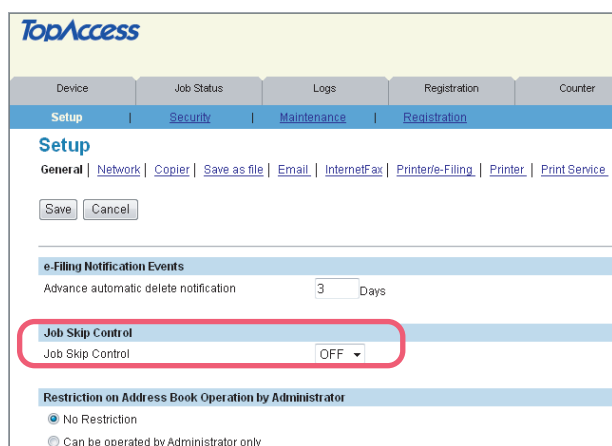 TopAccess
Device Job Status Logs Registration Counter
Setup | Security | Maintenance | Registration
Setup
General | Network | Copier | Save as file | Email | InternetFax | Printer/e-Filing | Printer | Print Service
Save Cancel
e-Filing Notification Events
Advance automatic delete notification 3 Days
Job Skip Control
Job Skip Control OFF
Restriction on Address Book Operation by Administrator
No Restriction
Can be operated by Administrator only